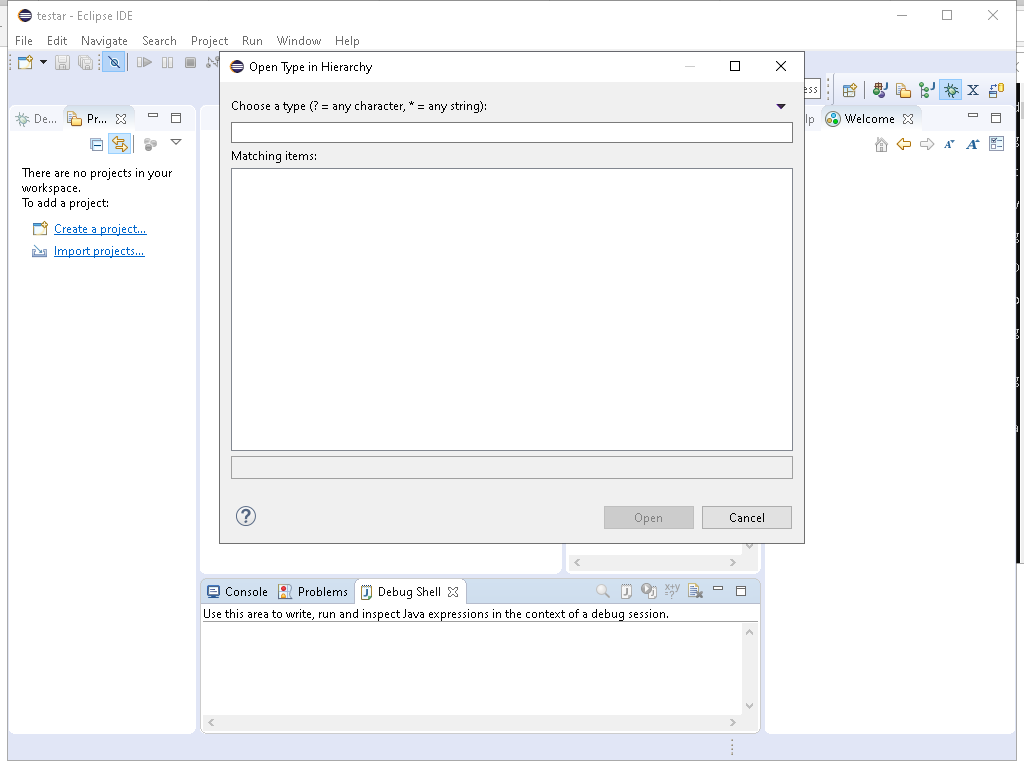 testar - Eclipse IDE
File Edit Navigate Search Project Run Window Help
Open Type in Hierarchy
Choose a type (? = any character, * = any string):
Matching items:
Open Cancel
De... Pr...
There are no projects in your
workspace.
To add a project:
Create a project...
Import projects...
Welcome
Console Problems Debug Shell
Use this area to write, run and inspect Java expressions in the context of a debug session.